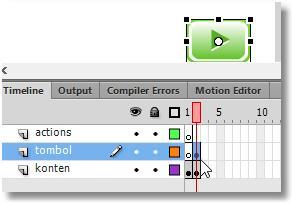 Timeline Output Compiler Errors Motion Editor
1 5 10
actions
tombol
konten